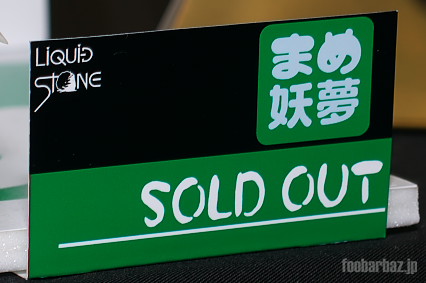 LIQUID
STONE
まめ
妖夢
SOLD OUT
foobarbaz.jp